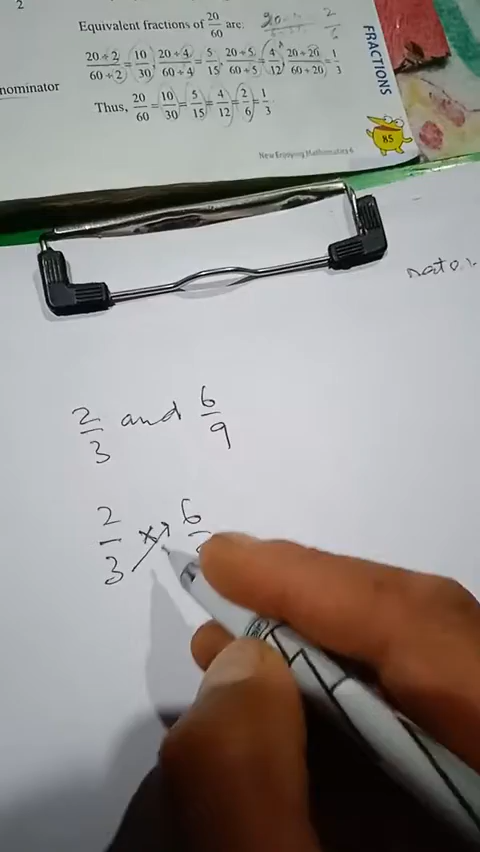 2
Equivalent fractions of 20/60 are: 2/6
nominator
20 ÷ 2/60 ÷ 2 = 10/30, 20 ÷ 4/60 ÷ 4 = 5/15, 20 ÷ 5/60 ÷ 5 = 4/12, 20 ÷ 20/60 ÷ 20 = 1/3
Thus, 20/60 = 10/30 = 5/15 = 4/12 = 2/6 = 1/3
FRACTIONS
85
New Enjoying Mathematics 6
2/3 and 6/9
2/3 × 6